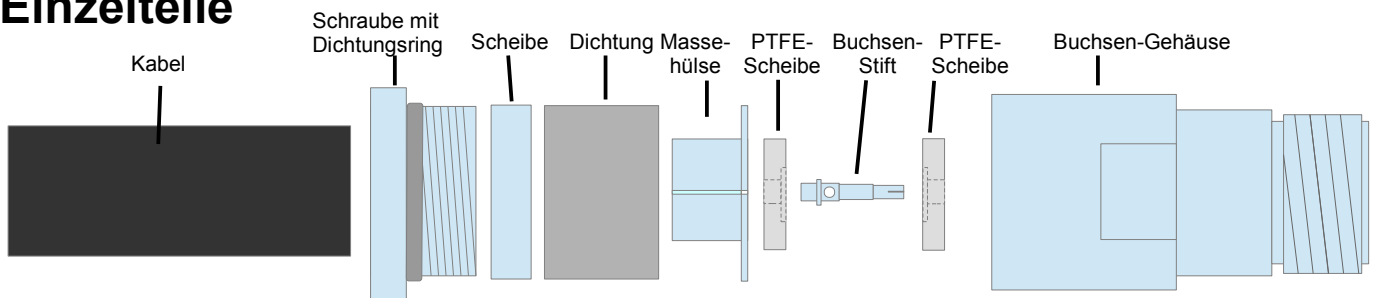 Einzelteile
Kabel
Schraube mit
Dichtungsring
Scheibe
Dichtung
Masse-
hülse
PTFE-
Scheibe
Buchsen-
Stift
PTFE-
Scheibe
Buchsen-Gehäuse